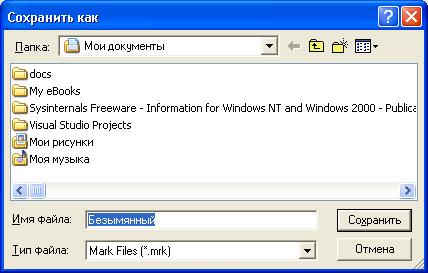 Сохранить как
Папка: Мои документы
docs
My eBooks
Sysinternals Freeware - Information for Windows NT and Windows 2000 - Publica
Visual Studio Projects
Мои рисунки
Моя музыка
Имя файла: Безымянный Сохранить
Тип файла: Mark Files (*.mrk) Отмена